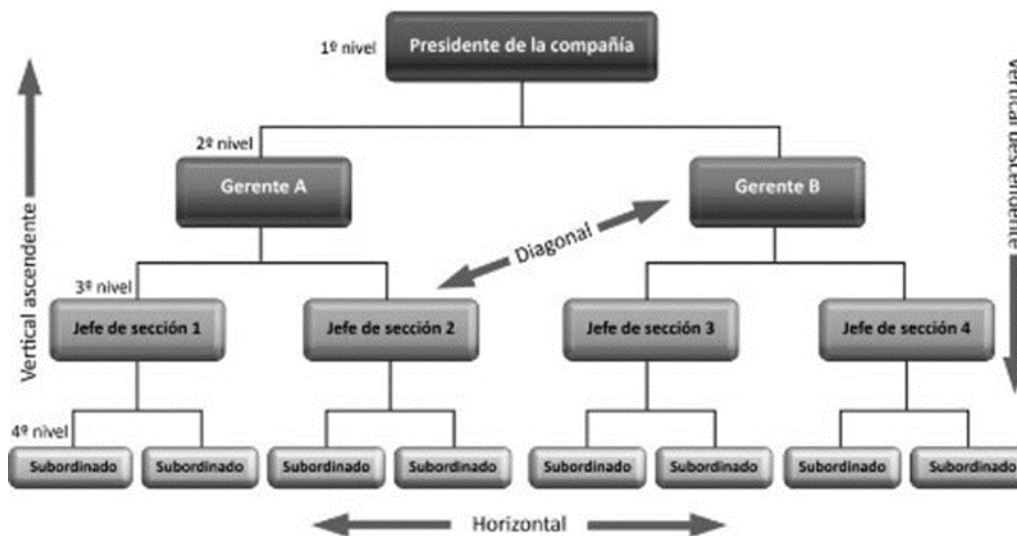 1º nivel
Presidente de la compañía
2º nivel
Gerente A
Gerente B
Vertical ascendente
Vertical descendente
Diagonal
3º nivel
Jefe de sección 1
Jefe de sección 2
Jefe de sección 3
Jefe de sección 4
4º nivel
Subordinado
Subordinado
Subordinado
Subordinado
Subordinado
Subordinado
Subordinado
Subordinado
Horizontal